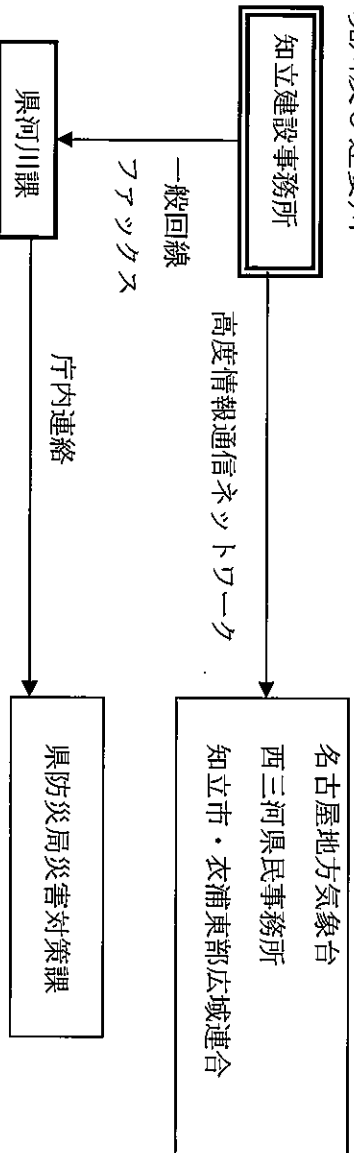 知立建設事務所
高度情報通信ネットワーク
名古屋地方気象台
西三河県民事務所
知立市・衣浦東部広域連合
一般回線
ファックス
県河川課
庁内連絡
県防災局災害対策課